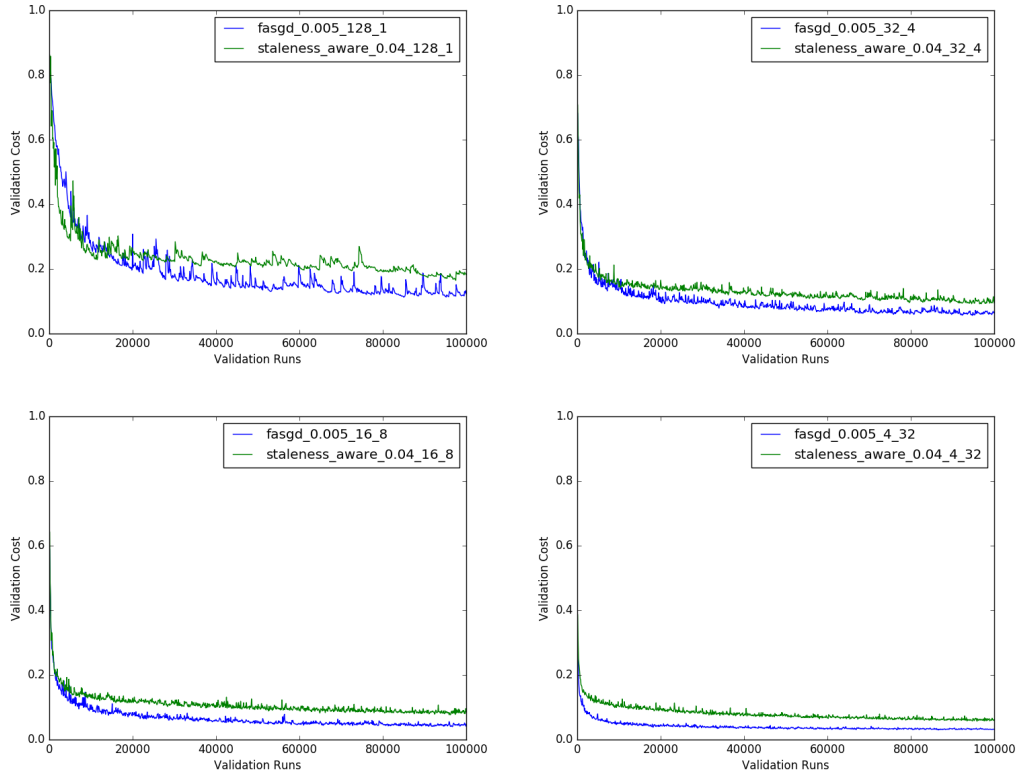 fasgd_0.005_128_1
staleness_aware_0.04_128_1
1.0
0.8
0.6
0.4
0.2
0.0
Validation Cost
0 20000 40000 60000 80000 100000
Validation Runs
fasgd_0.005_32_4
staleness_aware_0.04_32_4
1.0
0.8
0.6
0.4
0.2
0.0
Validation Cost
0 20000 40000 60000 80000 100000
Validation Runs
fasgd_0.005_16_8
staleness_aware_0.04_16_8
1.0
0.8
0.6
0.4
0.2
0.0
Validation Cost
0 20000 40000 60000 80000 100000
Validation Runs
fasgd_0.005_4_32
staleness_aware_0.04_4_32
1.0
0.8
0.6
0.4
0.2
0.0
Validation Cost
0 20000 40000 60000 80000 100000
Validation Runs